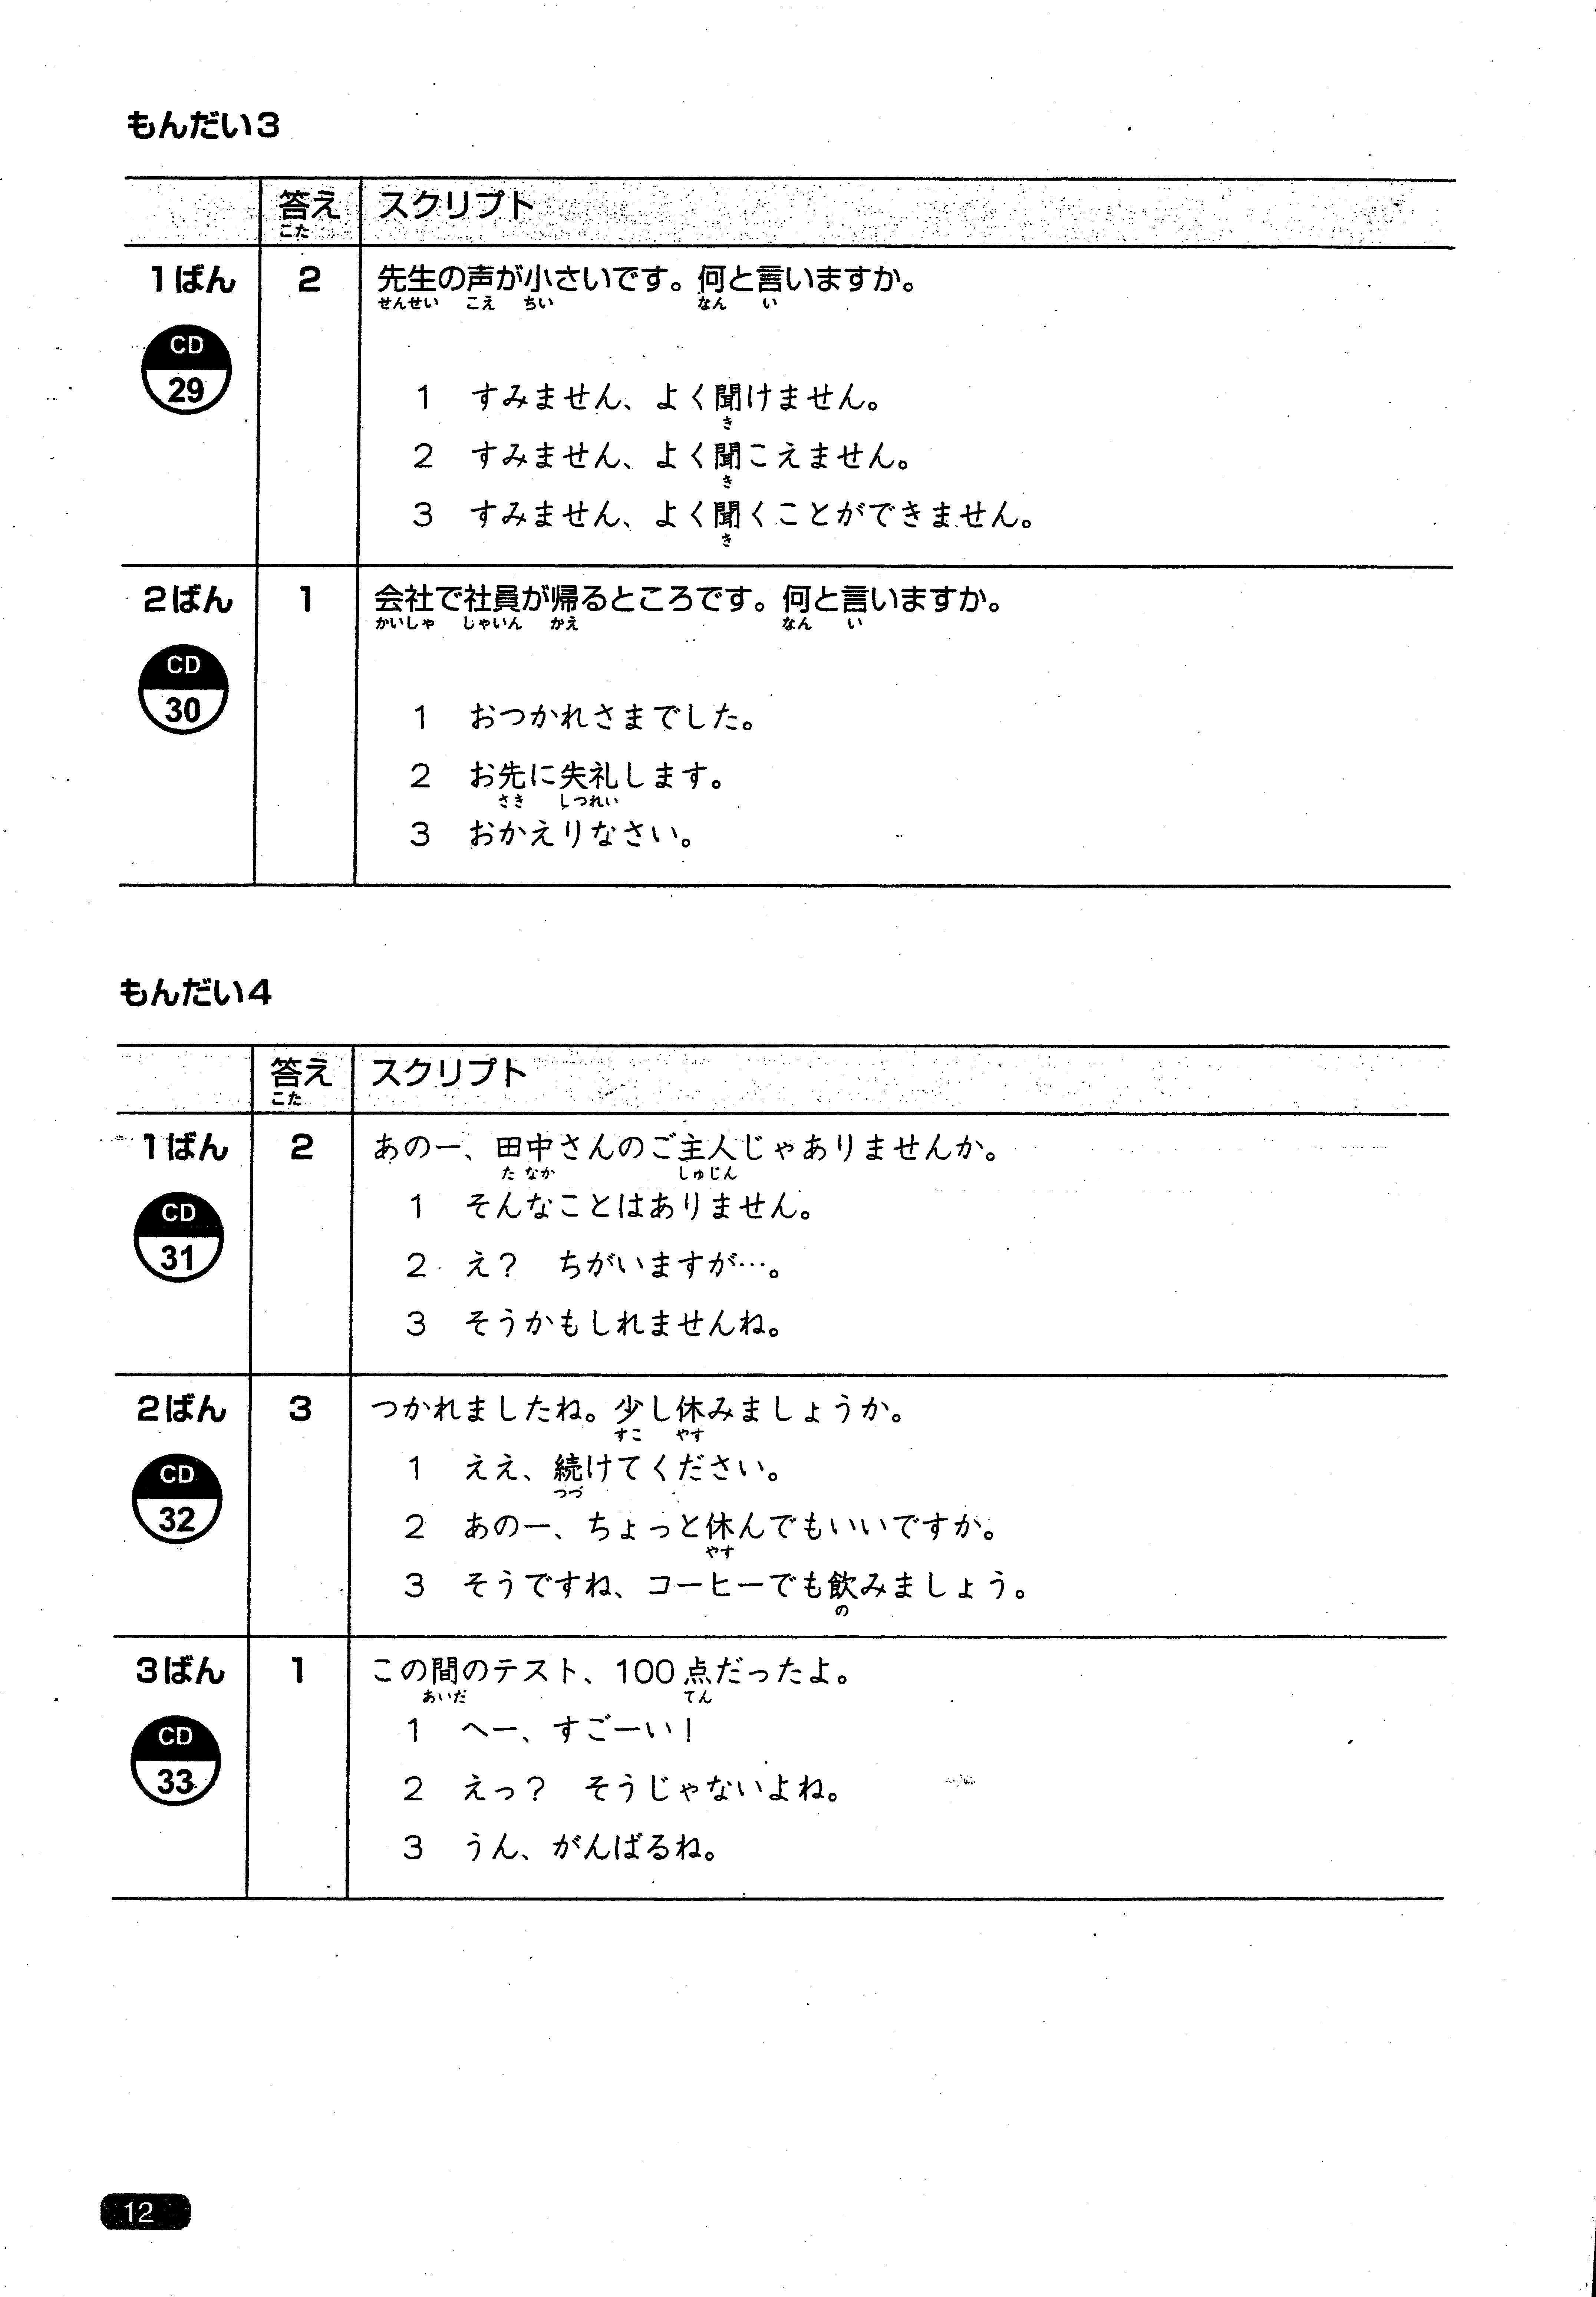 もんだい3
答え スクリプト
こた
1ばん 2 先生の声が小さいです。何と言いますか。
せんせい こえ ちい なん い
CD
29
1 すみません、よく聞けません。
き
2 すみません、よく聞こえません。
き
3 すみません、よく聞くことができません。
き
2ばん 1 会社で社員が帰るところです。何と言いますか。
かいしゃ しゃいん かえ なん い
CD
30
1 おつかれさまでした。
2 お先に失礼します。
さき しつれい
3 おかえりなさい。
もんだい4
答え スクリプト
こた
1ばん 2 あのー、田中さんのご主人じゃありませんか。
た なか しゅじん
CD
31
1 そんなことはありません。
2 え? ちがいますが…。
3 そうかもしれませんね。
2ばん 3 つかれましたね。少し休みましょうか。
すこ やす
CD
32
1 ええ、続けてください。
つづ
2 あのー、ちょっと休んでもいいですか。
やす
3 そうですね、コーヒーでも飲みましょう。
の
3ばん 1 この間のテスト、100点だったよ。
あいだ てん
CD
33
1 へー、すごーい!
2 えっ? そうじゃないよね。
3 うん、がんばるね。
12